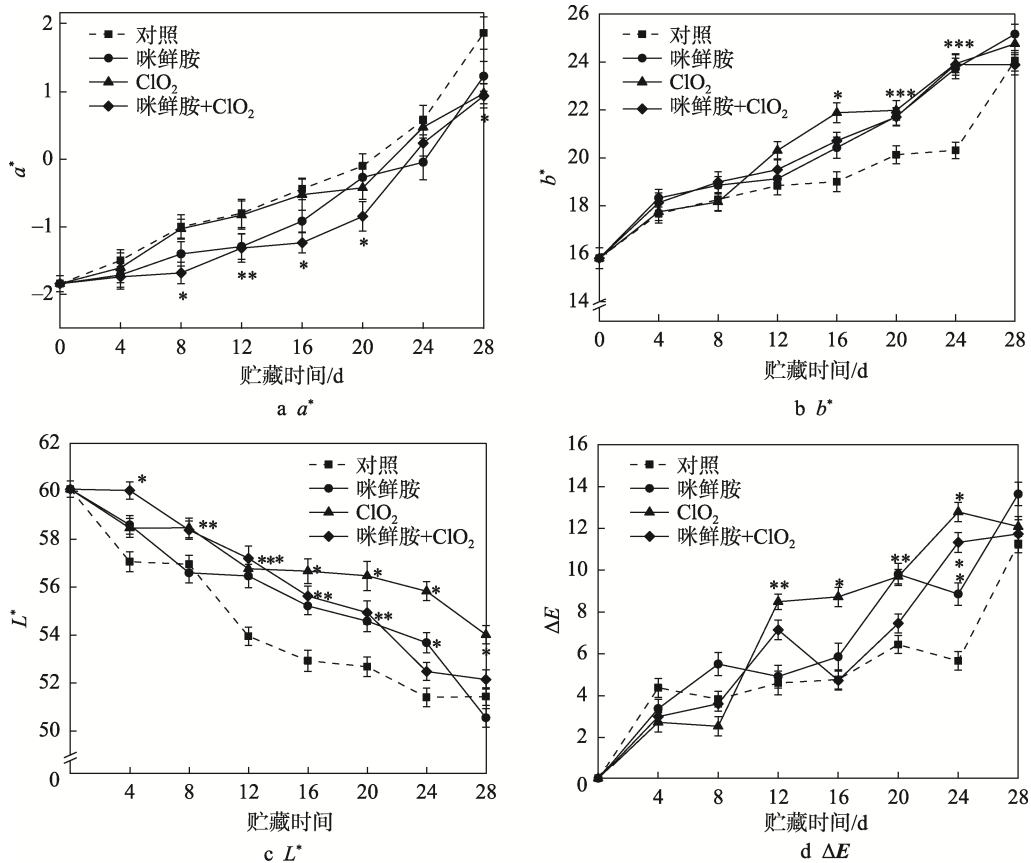 2
1
0
−1
−2
a*
对照
咪鲜胺
ClO2
咪鲜胺+ClO2
*
**
*
*
*
0 4 8 12 16 20 24 28
贮藏时间/d
a a*
26
24
22
20
18
16
14
b*
对照
咪鲜胺
ClO2
咪鲜胺+ClO2
*
***
***
0 4 8 12 16 20 24 28
贮藏时间/d
b b*
62
60
58
56
54
52
50
0
L*
对照
咪鲜胺
ClO2
咪鲜胺+ClO2
*
**
***
*
**
*
**
*
*
*
4 8 12 16 20 24 28
贮藏时间
c L*
16
14
12
10
8
6
4
2
0
ΔE
对照
咪鲜胺
ClO2
咪鲜胺+ClO2
**
*
**
*
*
*
4 8 12 16 20 24 28
贮藏时间/d
d ΔE